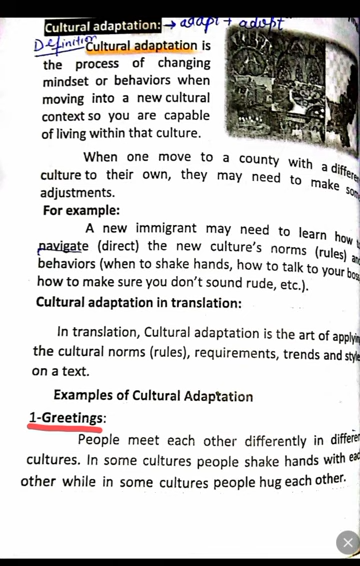 Cultural adaptation: → adapt + adopt
Definition Cultural adaptation is
the process of changing
mindset or behaviors when
moving into a new cultural
context so you are capable
of living within that culture.
When one move to a county with a differe
culture to their own, they may need to make som
adjustments.
For example:
A new immigrant may need to learn how t
navigate (direct) the new culture's norms (rules) an
behaviors (when to shake hands, how to talk to your bos
how to make sure you don't sound rude, etc.).
Cultural adaptation in translation:
In translation, Cultural adaptation is the art of applyin
the cultural norms (rules), requirements, trends and style
on a text.
Examples of Cultural Adaptation
1-Greetings:
People meet each other differently in differen
cultures. In some cultures people shake hands with eac
other while in some cultures people hug each other.